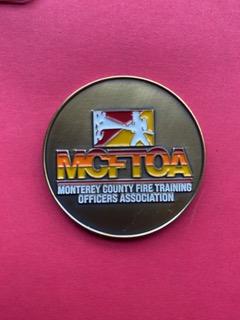 MCFTOA
MONTEREY COUNTY FIRE TRAINING
OFFICERS ASSOCIATION